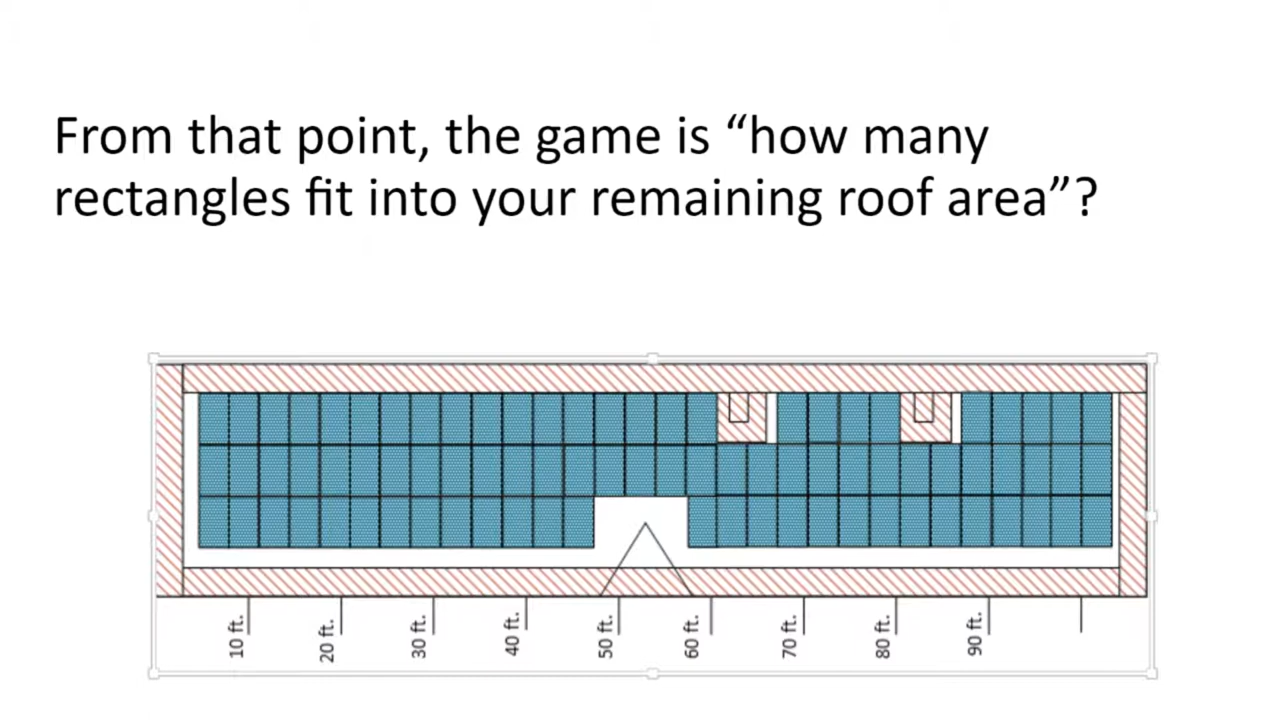 From that point, the game is “how many
rectangles fit into your remaining roof area”?
10 ft.
20 ft.
30 ft.
40 ft.
50 ft.
60 ft.
70 ft.
80 ft.
90 ft.